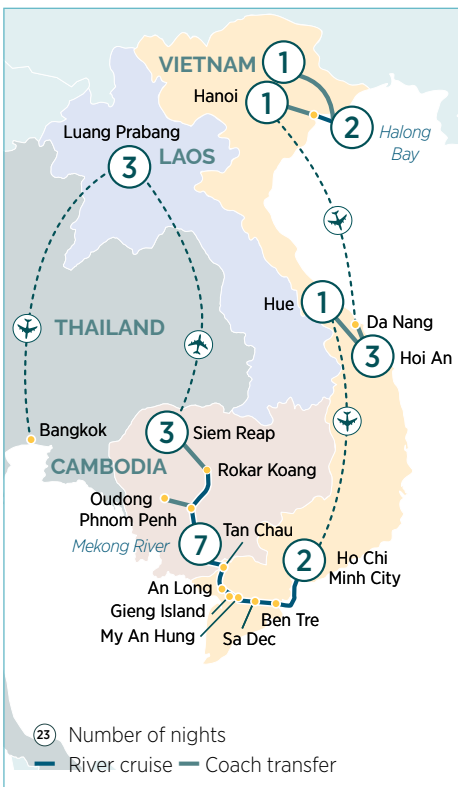 VIETNAM
1
Hanoi
1
2
Halong
Bay
Luang Prabang
3
LAOS
Hue
1
Da Nang
THAILAND
3
Hoi An
Bangkok
3
Siem Reap
CAMBODIA
Rokar Koang
Oudong
Phnom Penh
Tan Chau
Mekong River
7
2
Ho Chi
Minh City
An Long
Gieng Island
Ben Tre
My An Hung
Sa Dec
23 Number of nights
River cruise Coach transfer